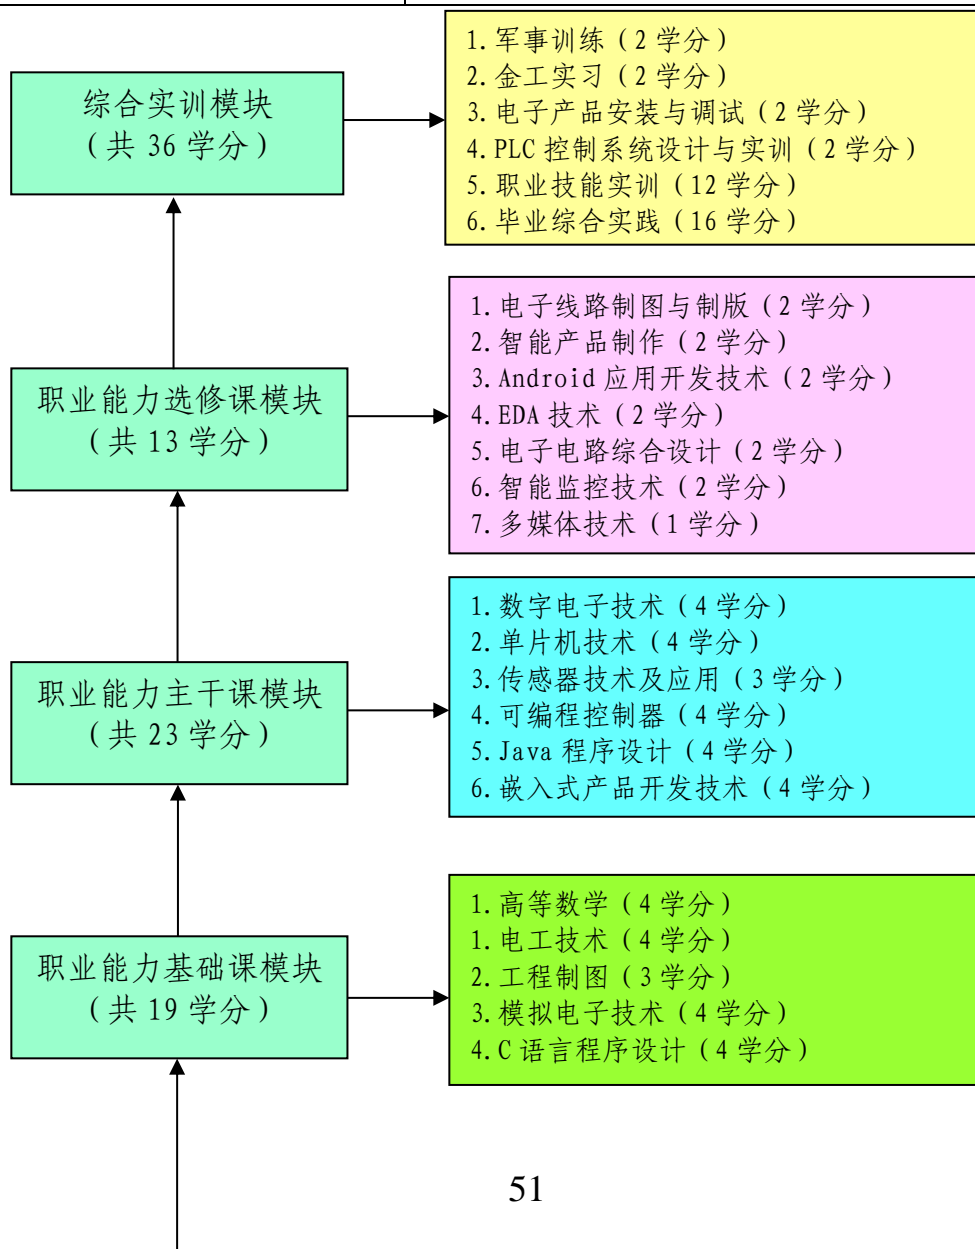 综合实训模块
（共 36 学分）
1.军事训练（2 学分）
2.金工实习（2 学分）
3.电子产品安装与调试（2 学分）
4.PLC 控制系统设计与实训（2 学分）
5.职业技能实训（12 学分）
6.毕业综合实践（16 学分）
职业能力选修课模块
（共 13 学分）
1.电子线路制图与制版（2 学分）
2.智能产品制作（2 学分）
3.Android 应用开发技术（2 学分）
4.EDA 技术（2 学分）
5.电子电路综合设计（2 学分）
6.智能监控技术（2 学分）
7.多媒体技术（1 学分）
职业能力主干课模块
（共 23 学分）
1.数字电子技术（4 学分）
2.单片机技术（4 学分）
3.传感器技术及应用（3 学分）
4.可编程控制器（4 学分）
5.Java 程序设计（4 学分）
6.嵌入式产品开发技术（4 学分）
职业能力基础课模块
（共 19 学分）
1.高等数学（4 学分）
1.电工技术（4 学分）
2.工程制图（3 学分）
3.模拟电子技术（4 学分）
4.C 语言程序设计（4 学分）
51